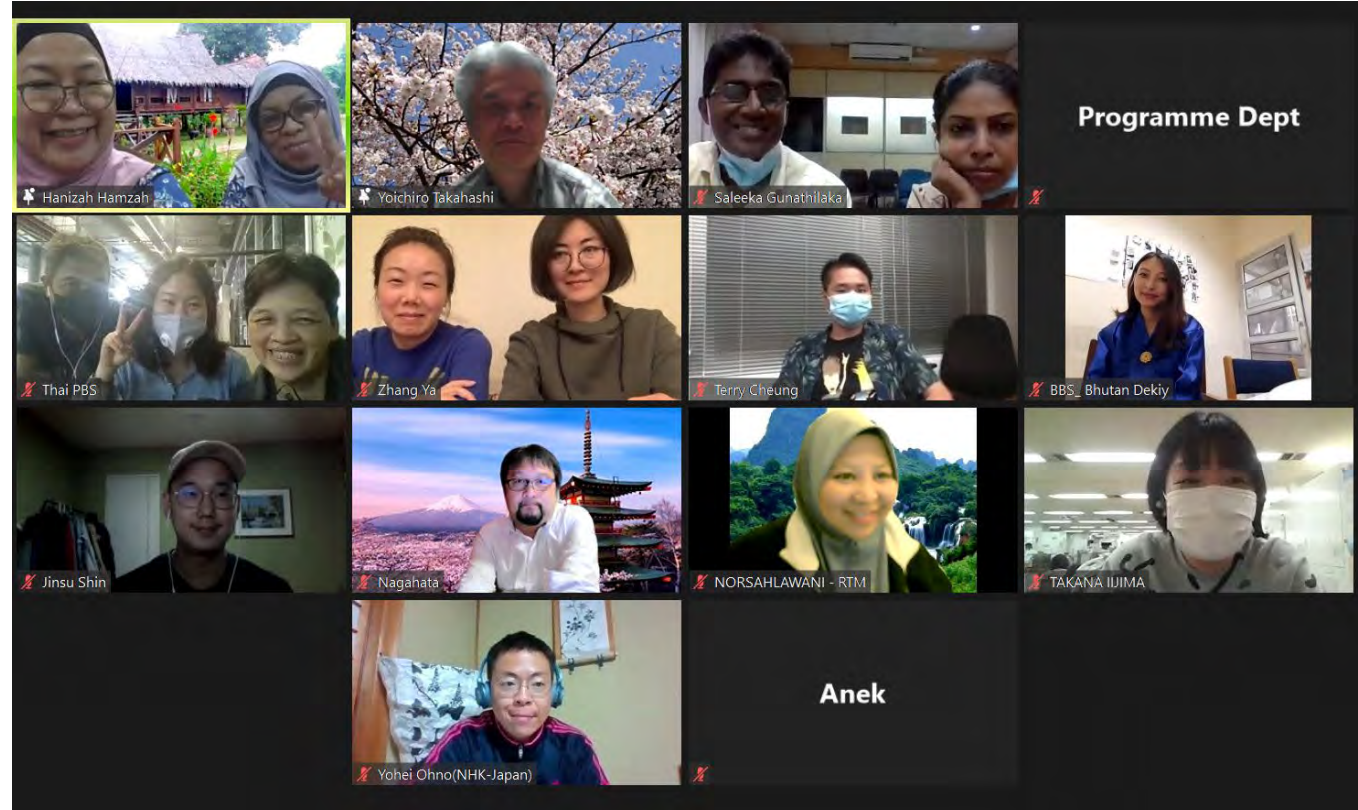 Hanizah Hamzah
Yoichiro Takahashi
Saleeka Gunathilaka
Programme Dept
Thai PBS
Zhang Ya
Terry Cheung
BBS_ Bhutan Dekiy
Jinsu Shin
Nagahata
NORSAHLAWANI - RTM
TAKANA IIJIMA
Yohei Ohno(NHK-Japan)
Anek